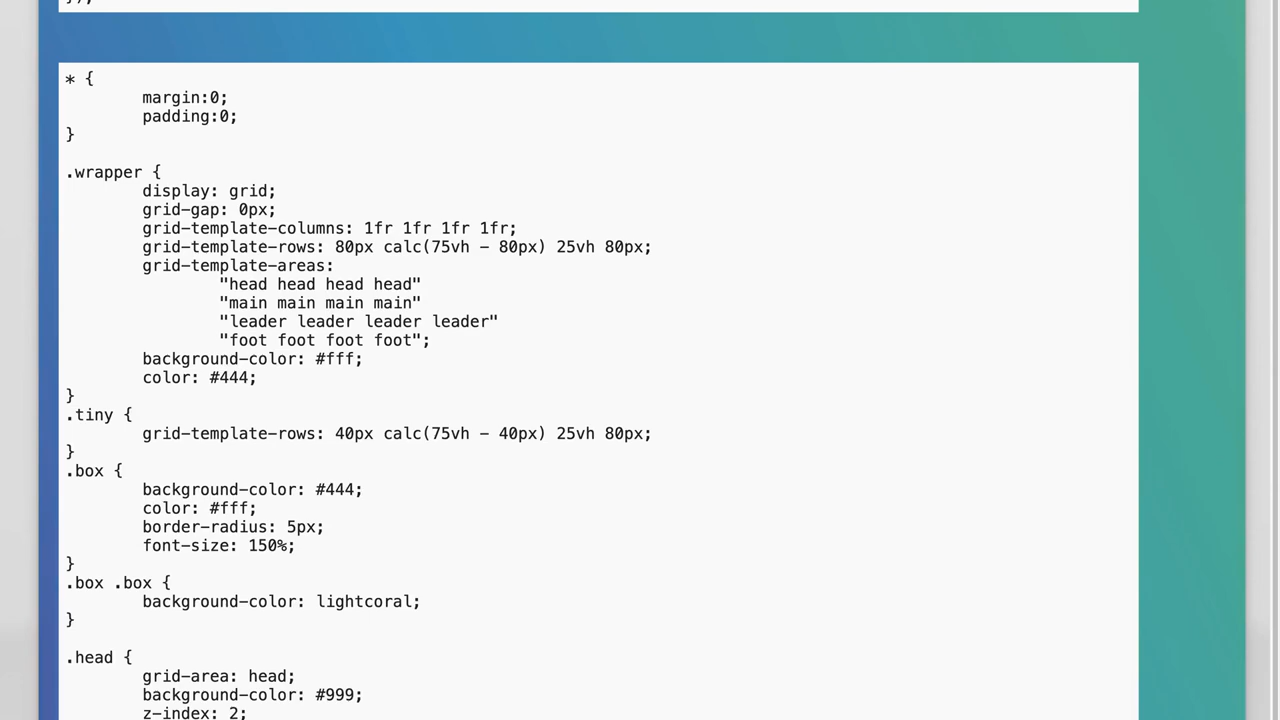 });
* {
margin:0;
padding:0;
}
.wrapper {
display: grid;
grid-gap: 0px;
grid-template-columns: 1fr 1fr 1fr 1fr;
grid-template-rows: 80px calc(75vh - 80px) 25vh 80px;
grid-template-areas:
"head head head head"
"main main main main"
"leader leader leader leader"
"foot foot foot foot";
background-color: #fff;
color: #444;
}
.tiny {
grid-template-rows: 40px calc(75vh - 40px) 25vh 80px;
}
.box {
background-color: #444;
color: #fff;
border-radius: 5px;
font-size: 150%;
}
.box .box {
background-color: lightcoral;
}
.head {
grid-area: head;
background-color: #999;
z-index: 2;